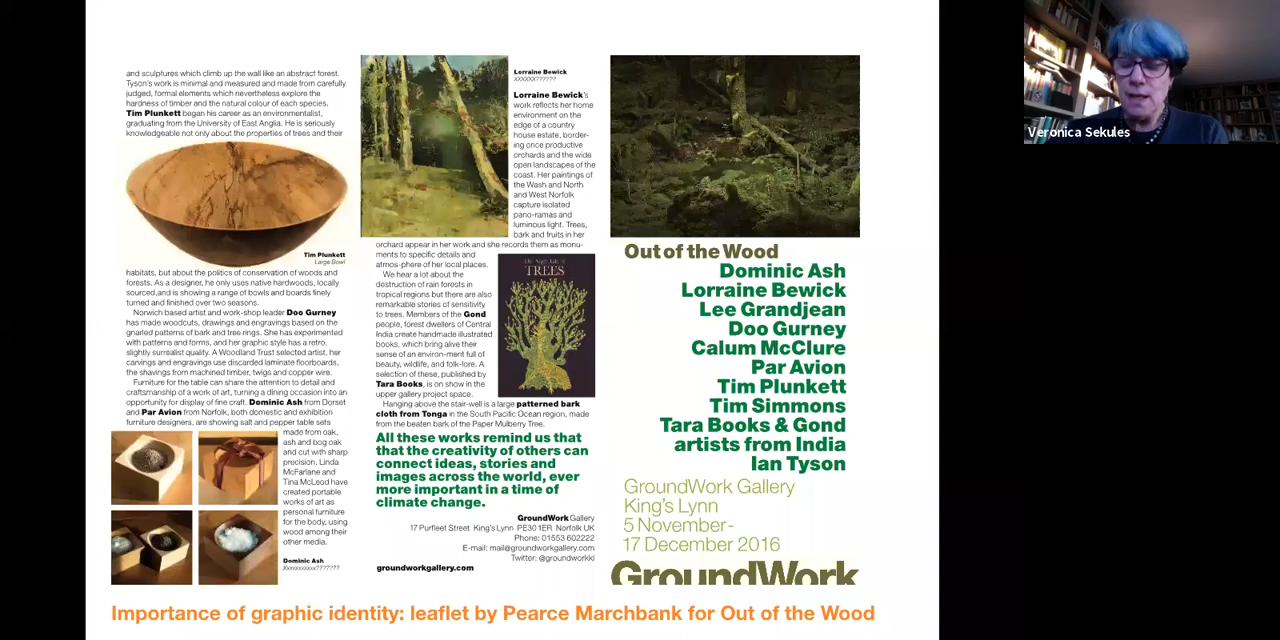 and sculptures which climb up the wall like an abstract forest.
Tyson's work is minimal and measured and made from carefully
judged, formal elements which nevertheless explore the
hardness of timber and the natural colour of each species.
Tim Plunkett began his career as an environmentalist,
graduating from the University of East Anglia. He is seriously
knowledgeable not only about the properties of trees and their
Tim Plunkett
Large Bowl
habitats, but about the politics of conservation of woods and
forests. As a designer, he only uses native hardwoods, locally
sourced,and is showing a range of bowls and boards finely
turned and finished over two seasons.
Norwich based artist and work-shop leader Doo Gurney
has made woodcuts, drawings and engravings based on the
gnarled patterns of bark and tree rings. She has experimented
with patterns and forms, and her graphic style has a retro,
slightly surrealist quality. A Woodland Trust selected artist, her
carvings and engravings use discarded laminate floorboards,
the shavings from machined timber, twigs and copper wire.
Furniture for the table can share the attention to detail and
craftsmanship of a work of art, turning a dining occasion into an
opportunity for display of fine craft. Dominic Ash from Dorset
and Par Avion from Norfolk, both domestic and exhibition
furniture designers, are showing salt and pepper table sets
made from oak,
ash and bog oak
and cut with sharp
precision. Linda
McFarlane and
Tina McLeod have
created portable
works of art as
personal furniture
for the body, using
wood among their
other media.
Dominic Ash
Xxxxxxxxxx???????
Lorraine Bewick
XXXXXX??????
Lorraine Bewick's
work reflects her home
environment on the
edge of a country
house estate, border-
ing once productive
orchards and the wide
open landscapes of the
coast. Her paintings of
the Wash and North
and West Norfolk
capture isolated
pano-ramas and
luminous light. Trees,
bark and fruits in her
orchard appear in her work and she records them as monu-
ments to specific details and
atmos-phere of her local places.
We hear a lot about the
destruction of rain forests in
tropical regions but there are also
remarkable stories of sensitivity
to trees. Members of the Gond
people, forest dwellers of Central
India create handmade illustrated
books, which bring alive their
sense of an environ-ment full of
beauty, wildlife, and folk-lore. A
selection of these, published by
Tara Books, is on show in the
upper gallery project space.
The Night Life of
TREES
Hanging above the stair-well is a large patterned bark
cloth from Tonga in the South Pacific Ocean region, made
from the beaten bark of the Paper Mulberry Tree.
All these works remind us that
that the creativity of others can
connect ideas, stories and
images across the world, ever
more important in a time of
climate change.
GroundWork Gallery
17 Purfleet Street King's Lynn PE30 1ER Norfolk UK
Phone: 01553 602222
E-mail: mail@groundworkgallery.com
Twitter: @groundworkkl
groundworkgallery.com
Out of the Wood
Dominic Ash
Lorraine Bewick
Lee Grandjean
Doo Gurney
Calum McClure
Par Avion
Tim Plunkett
Tim Simmons
Tara Books & Gond
artists from India
Ian Tyson
GroundWork Gallery
King's Lynn
5 November-
17 December 2016
GroundWork
Importance of graphic identity: leaflet by Pearce Marchbank for Out of the Wood
Veronica Sekules